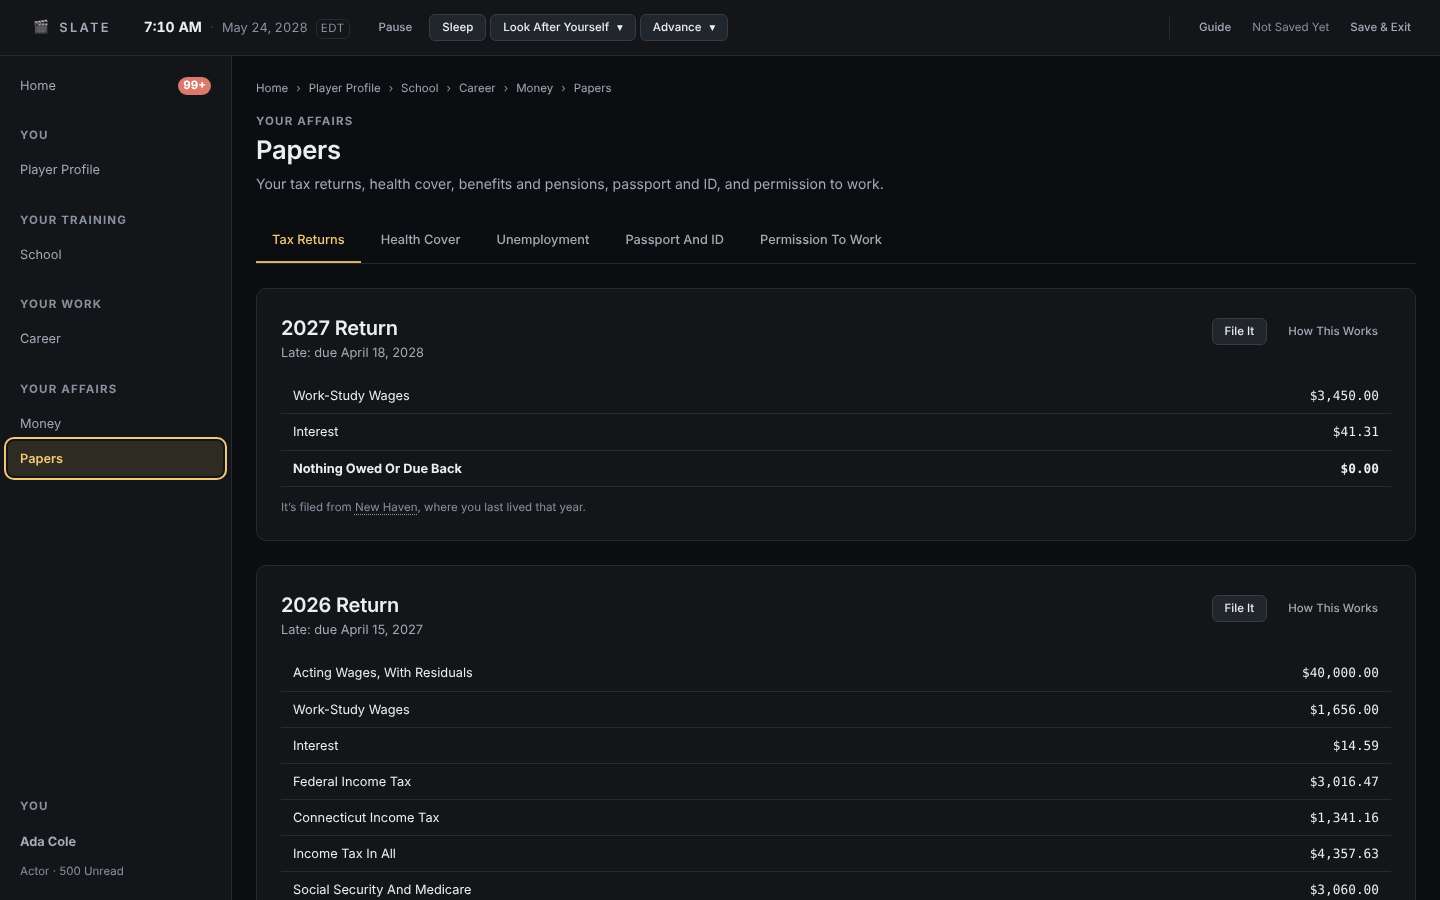 SLATE
7:10 AM · May 24, 2028 EDT
Pause
Sleep
Look After Yourself ▾
Advance ▾
Guide
Not Saved Yet
Save & Exit
Home
99+
YOU
Player Profile
YOUR TRAINING
School
YOUR WORK
Career
YOUR AFFAIRS
Money
Papers
YOU
Ada Cole
Actor · 500 Unread
Home › Player Profile › School › Career › Money › Papers
YOUR AFFAIRS
Papers
Your tax returns, health cover, benefits and pensions, passport and ID, and permission to work.
Tax Returns
Health Cover
Unemployment
Passport And ID
Permission To Work
2027 Return
Late: due April 18, 2028
File It
How This Works
Work-Study Wages $3,450.00
Interest $41.31
Nothing Owed Or Due Back $0.00
It's filed from New Haven, where you last lived that year.
2026 Return
Late: due April 15, 2027
File It
How This Works
Acting Wages, With Residuals $40,000.00
Work-Study Wages $1,656.00
Interest $14.59
Federal Income Tax $3,016.47
Connecticut Income Tax $1,341.16
Income Tax In All $4,357.63
Social Security And Medicare $3,060.00